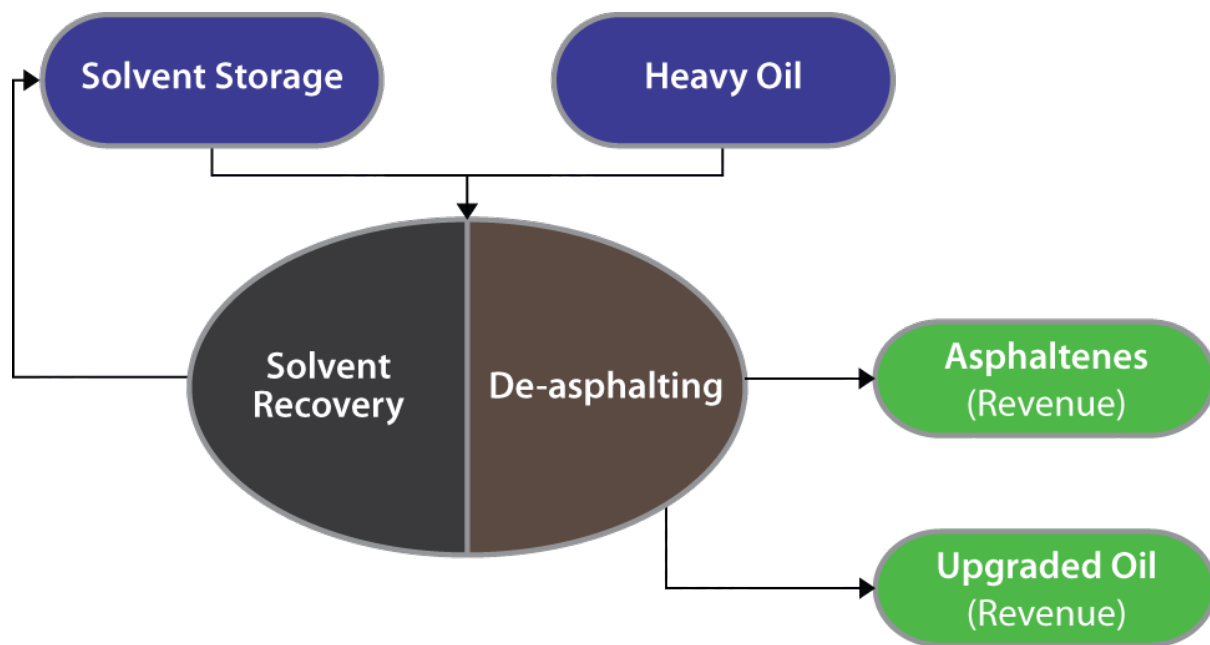 Solvent Storage
Heavy Oil
Solvent
Recovery
De-asphalting
Asphaltenes
(Revenue)
Upgraded Oil
(Revenue)